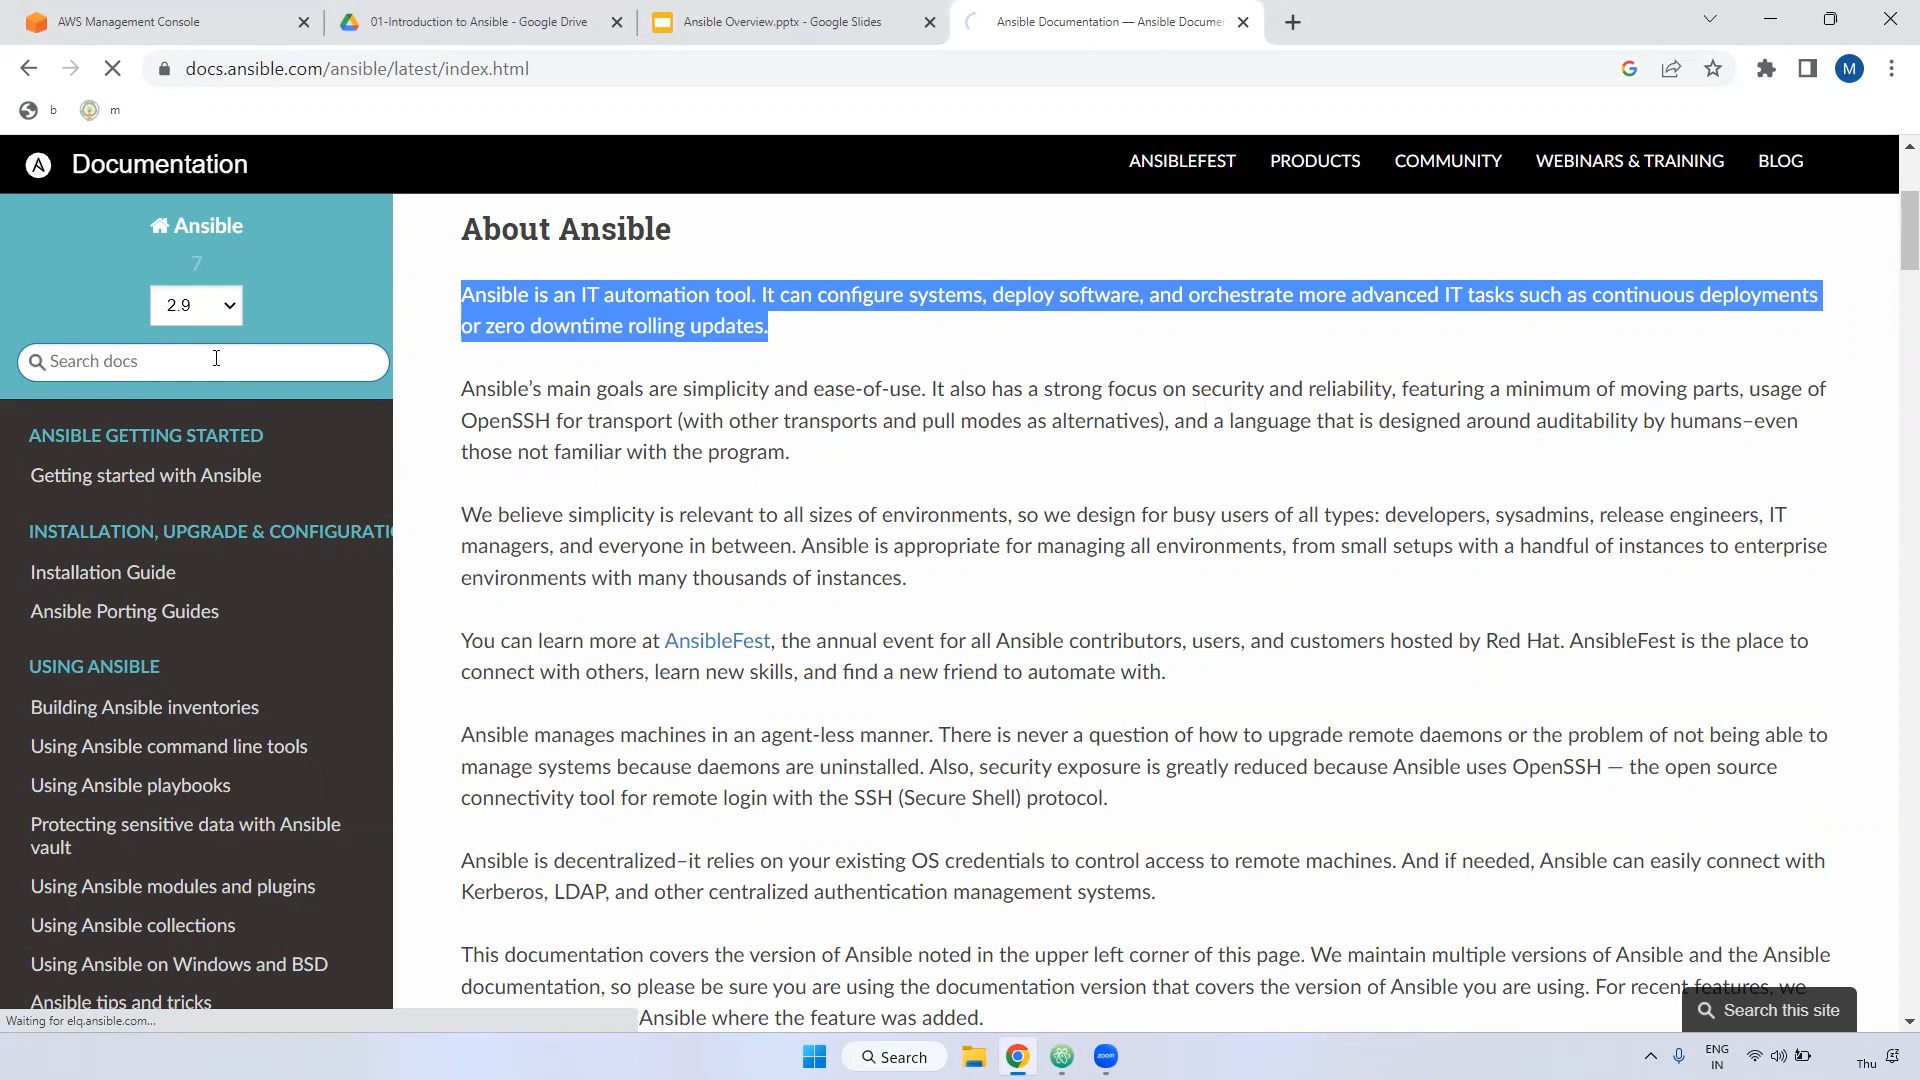 AWS Management Console
01-Introduction to Ansible - Google Drive
Ansible Overview.pptx - Google Slides
Ansible Documentation — Ansible Docume
docs.ansible.com/ansible/latest/index.html
M
b
m
Documentation
ANSIBLEFEST
PRODUCTS
COMMUNITY
WEBINARS & TRAINING
BLOG
Ansible
7
2.9
Search docs
ANSIBLE GETTING STARTED
Getting started with Ansible
INSTALLATION, UPGRADE & CONFIGURATI
Installation Guide
Ansible Porting Guides
USING ANSIBLE
Building Ansible inventories
Using Ansible command line tools
Using Ansible playbooks
Protecting sensitive data with Ansible
vault
Using Ansible modules and plugins
Using Ansible collections
Using Ansible on Windows and BSD
Ansible tips and tricks
About Ansible
Ansible is an IT automation tool. It can configure systems, deploy software, and orchestrate more advanced IT tasks such as continuous deployments
or zero downtime rolling updates.
Ansible's main goals are simplicity and ease-of-use. It also has a strong focus on security and reliability, featuring a minimum of moving parts, usage of
OpenSSH for transport (with other transports and pull modes as alternatives), and a language that is designed around auditability by humans–even
those not familiar with the program.
We believe simplicity is relevant to all sizes of environments, so we design for busy users of all types: developers, sysadmins, release engineers, IT
managers, and everyone in between. Ansible is appropriate for managing all environments, from small setups with a handful of instances to enterprise
environments with many thousands of instances.
You can learn more at AnsibleFest, the annual event for all Ansible contributors, users, and customers hosted by Red Hat. AnsibleFest is the place to
connect with others, learn new skills, and find a new friend to automate with.
Ansible manages machines in an agent-less manner. There is never a question of how to upgrade remote daemons or the problem of not being able to
manage systems because daemons are uninstalled. Also, security exposure is greatly reduced because Ansible uses OpenSSH — the open source
connectivity tool for remote login with the SSH (Secure Shell) protocol.
Ansible is decentralized–it relies on your existing OS credentials to control access to remote machines. And if needed, Ansible can easily connect with
Kerberos, LDAP, and other centralized authentication management systems.
This documentation covers the version of Ansible noted in the upper left corner of this page. We maintain multiple versions of Ansible and the Ansible
documentation, so please be sure you are using the documentation version that covers the version of Ansible you are using. For recent features, we
Ansible where the feature was added.
Search this site
Waiting for elq.ansible.com...
Search
zoom
ENG
IN
Thu